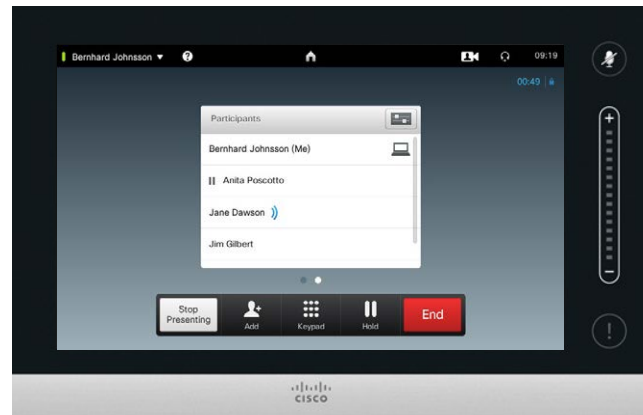 Bernhard Johnsson ▼ ? 09:19
00:49
Participants
Bernhard Johnsson (Me)
Anita Poscotto
Jane Dawson
Jim Gilbert
Stop
Presenting
Add
Keypad
Hold
End
CISCO